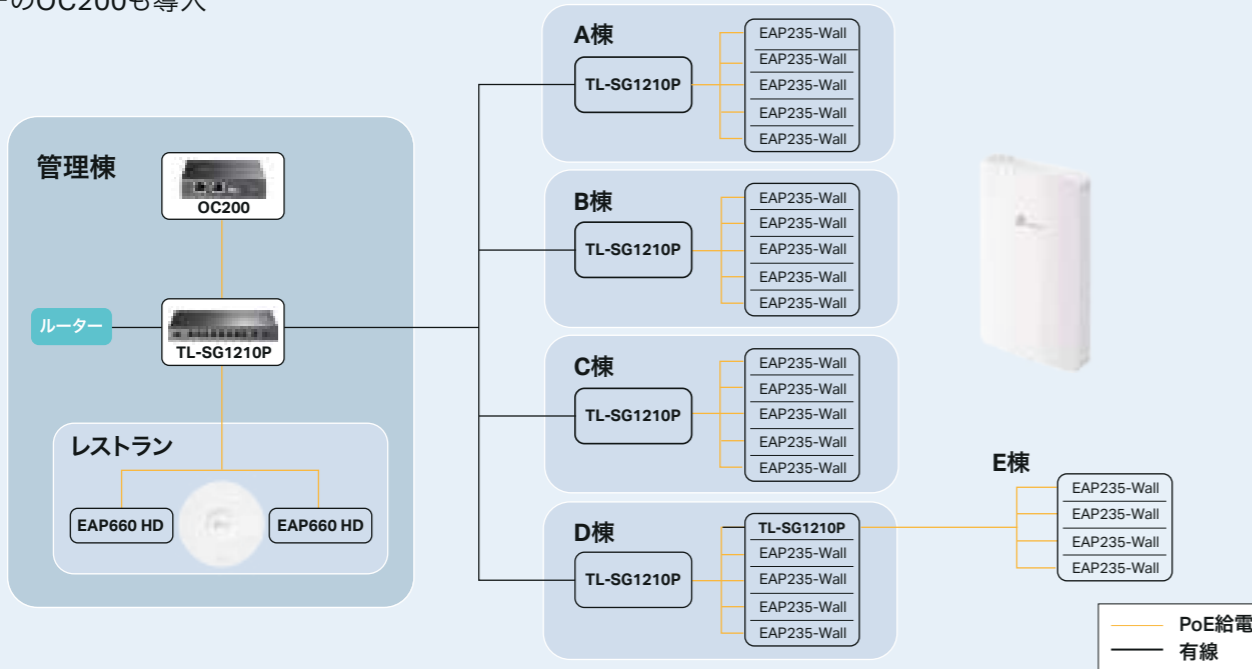 ーのOC200も導入
管理棟
OC200
ルーター
TL-SG1210P
レストラン
EAP660 HD
EAP660 HD
A棟
TL-SG1210P
EAP235-Wall
EAP235-Wall
EAP235-Wall
EAP235-Wall
EAP235-Wall
B棟
TL-SG1210P
EAP235-Wall
EAP235-Wall
EAP235-Wall
EAP235-Wall
EAP235-Wall
C棟
TL-SG1210P
EAP235-Wall
EAP235-Wall
EAP235-Wall
EAP235-Wall
EAP235-Wall
D棟
TL-SG1210P
TL-SG1210P
EAP235-Wall
EAP235-Wall
EAP235-Wall
EAP235-Wall
E棟
EAP235-Wall
EAP235-Wall
EAP235-Wall
EAP235-Wall
PoE給電
有線